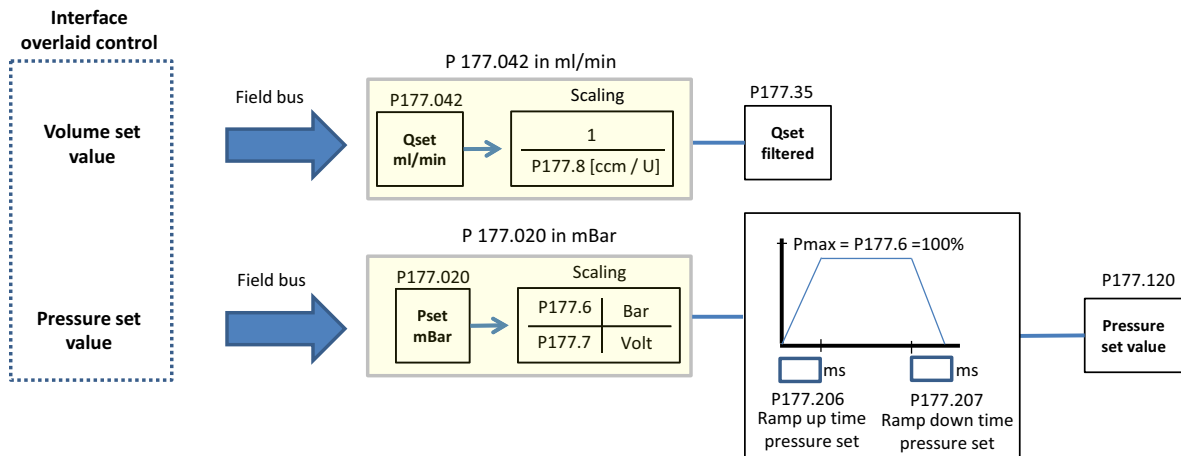 Interface
overlaid control
Volume set
value
Pressure set
value
Field bus
P 177.042 in ml/min
P177.042
Qset
ml/min
Scaling
1
P177.8 [ccm / U]
P177.35
Qset
filtered
Field bus
P 177.020 in mBar
P177.020
Pset
mBar
Scaling
P177.6 Bar
P177.7 Volt
Pmax = P177.6 =100%
ms
ms
P177.206
Ramp up time
pressure set
P177.207
Ramp down time
pressure set
P177.120
Pressure
set value